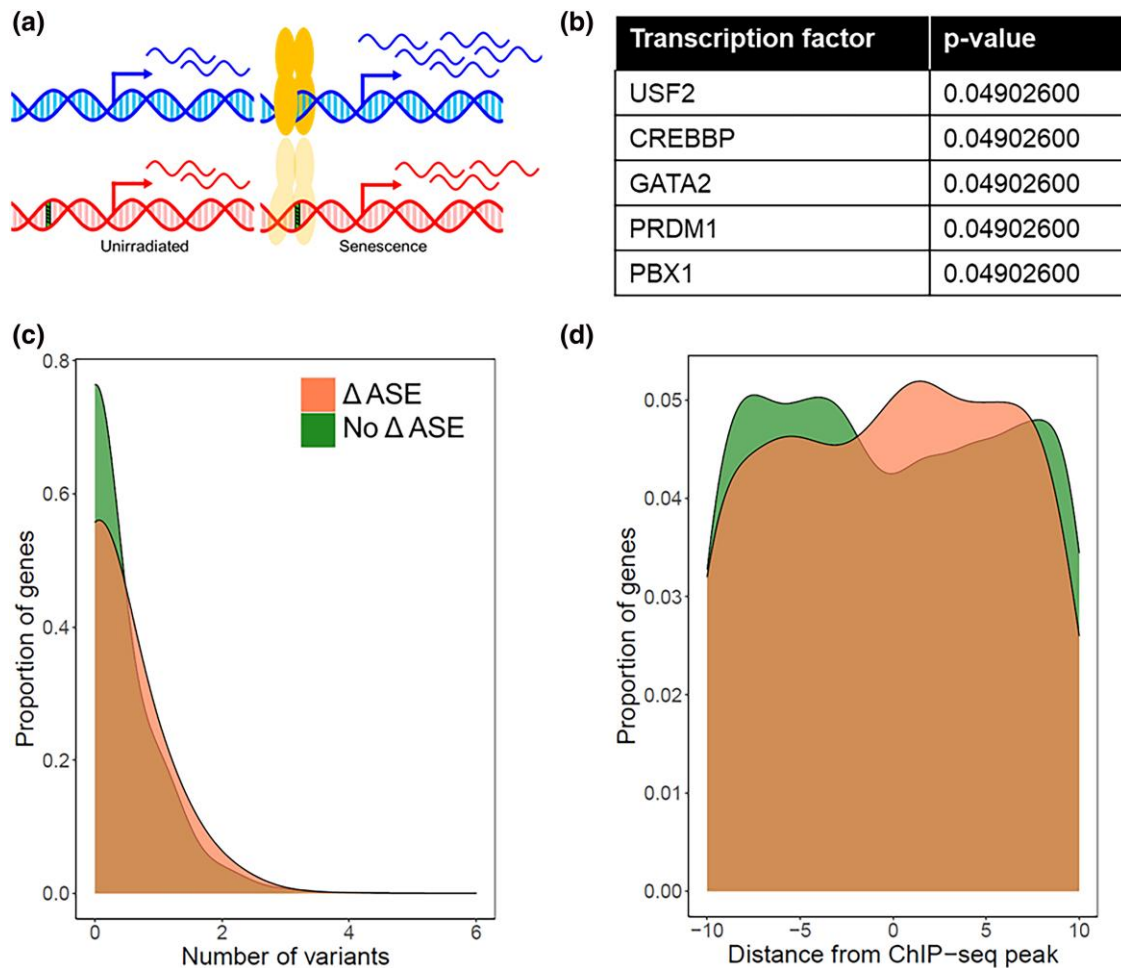 (a)
Unirradiated
Senescence
(b)
Transcription factor p-value
USF2 0.04902600
CREBBP 0.04902600
GATA2 0.04902600
PRDM1 0.04902600
PBX1 0.04902600
(c)
Δ ASE
No Δ ASE
Proportion of genes
0.8
0.6
0.4
0.2
0.0
0 2 4 6
Number of variants
(d)
Proportion of genes
0.05
0.04
0.03
0.02
0.01
0.00
−10 −5 0 5 10
Distance from ChIP−seq peak